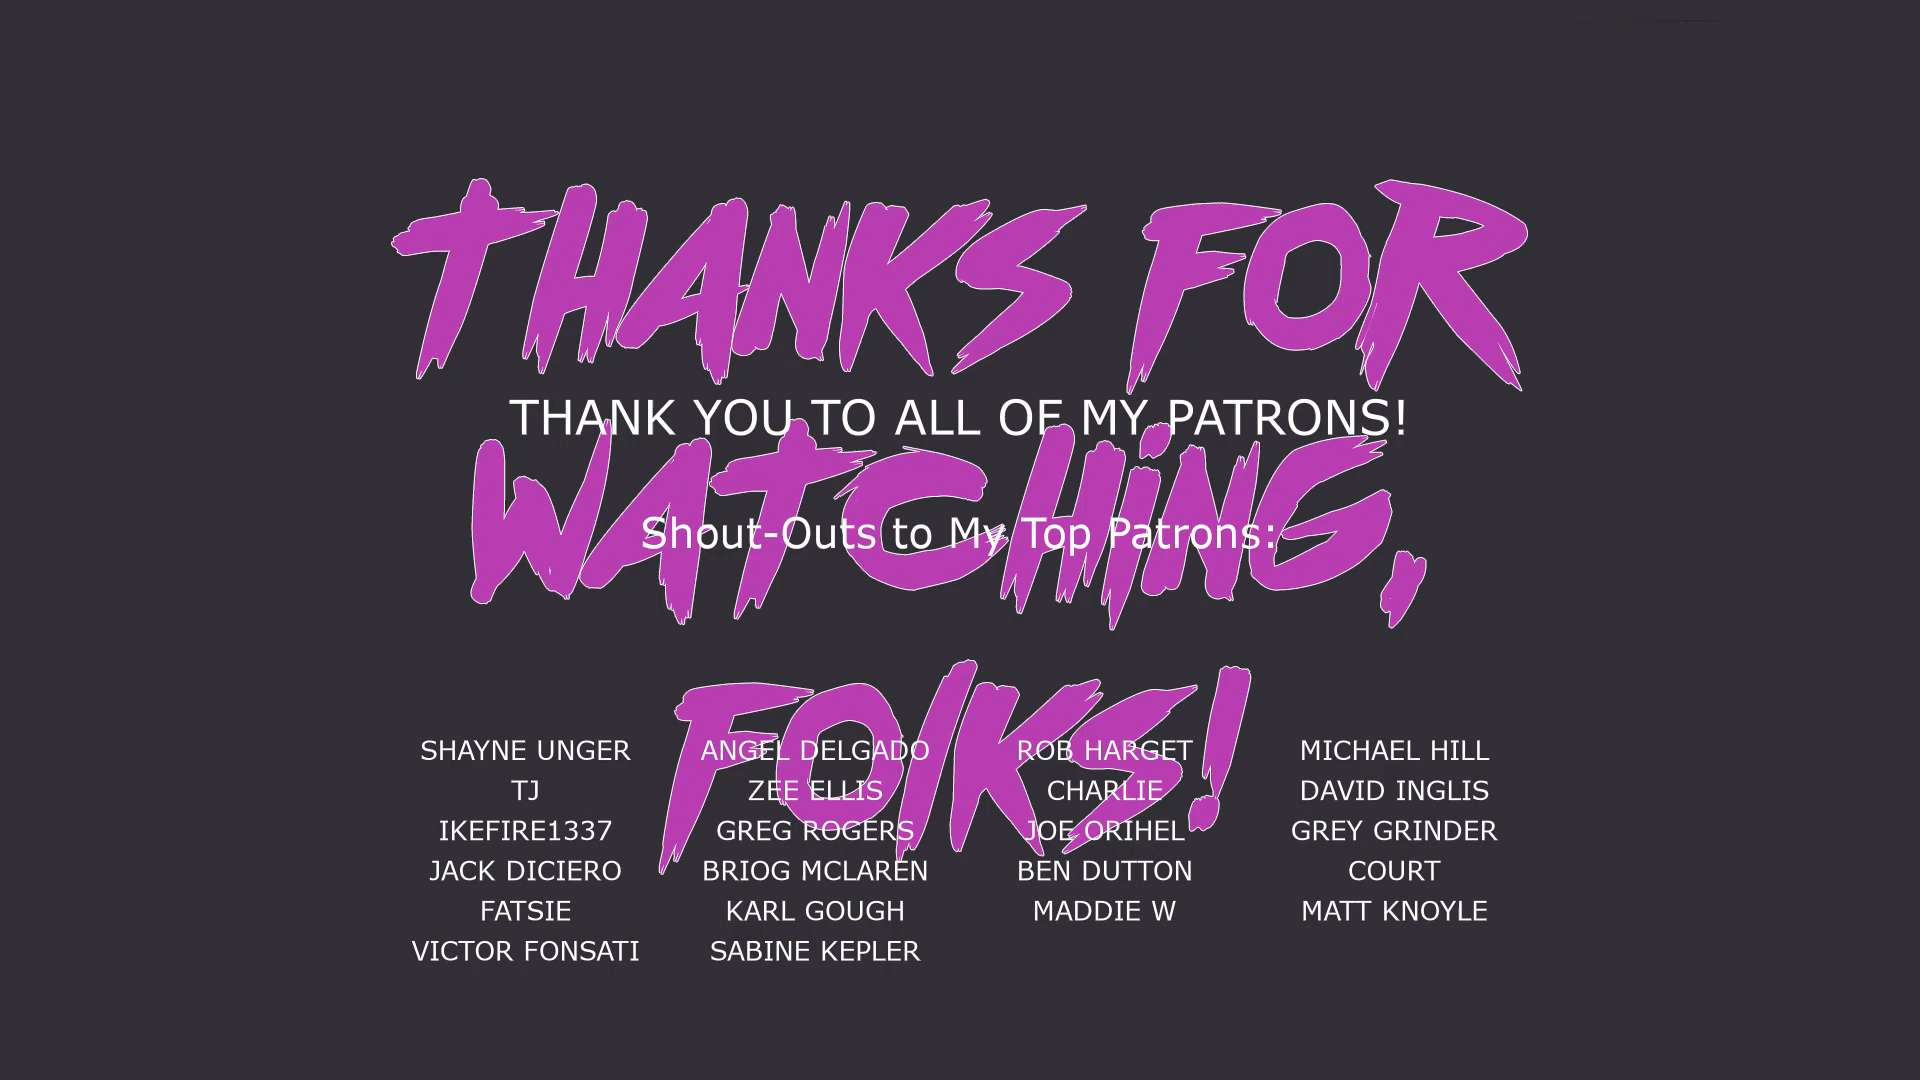 THANKS FOR
THANK YOU TO ALL OF MY PATRONS!
WATCHiNG,
Shout-Outs to My Top Patrons:
FOlKS!
SHAYNE UNGER ANGEL DELGADO ROB HARGET MICHAEL HILL
TJ ZEE ELLIS CHARLIE DAVID INGLIS
IKEFIRE1337 GREG ROGERS JOE ORIHEL GREY GRINDER
JACK DICIERO BRIOG MCLAREN BEN DUTTON COURT
FATSIE KARL GOUGH MADDIE W MATT KNOYLE
VICTOR FONSATI SABINE KEPLER